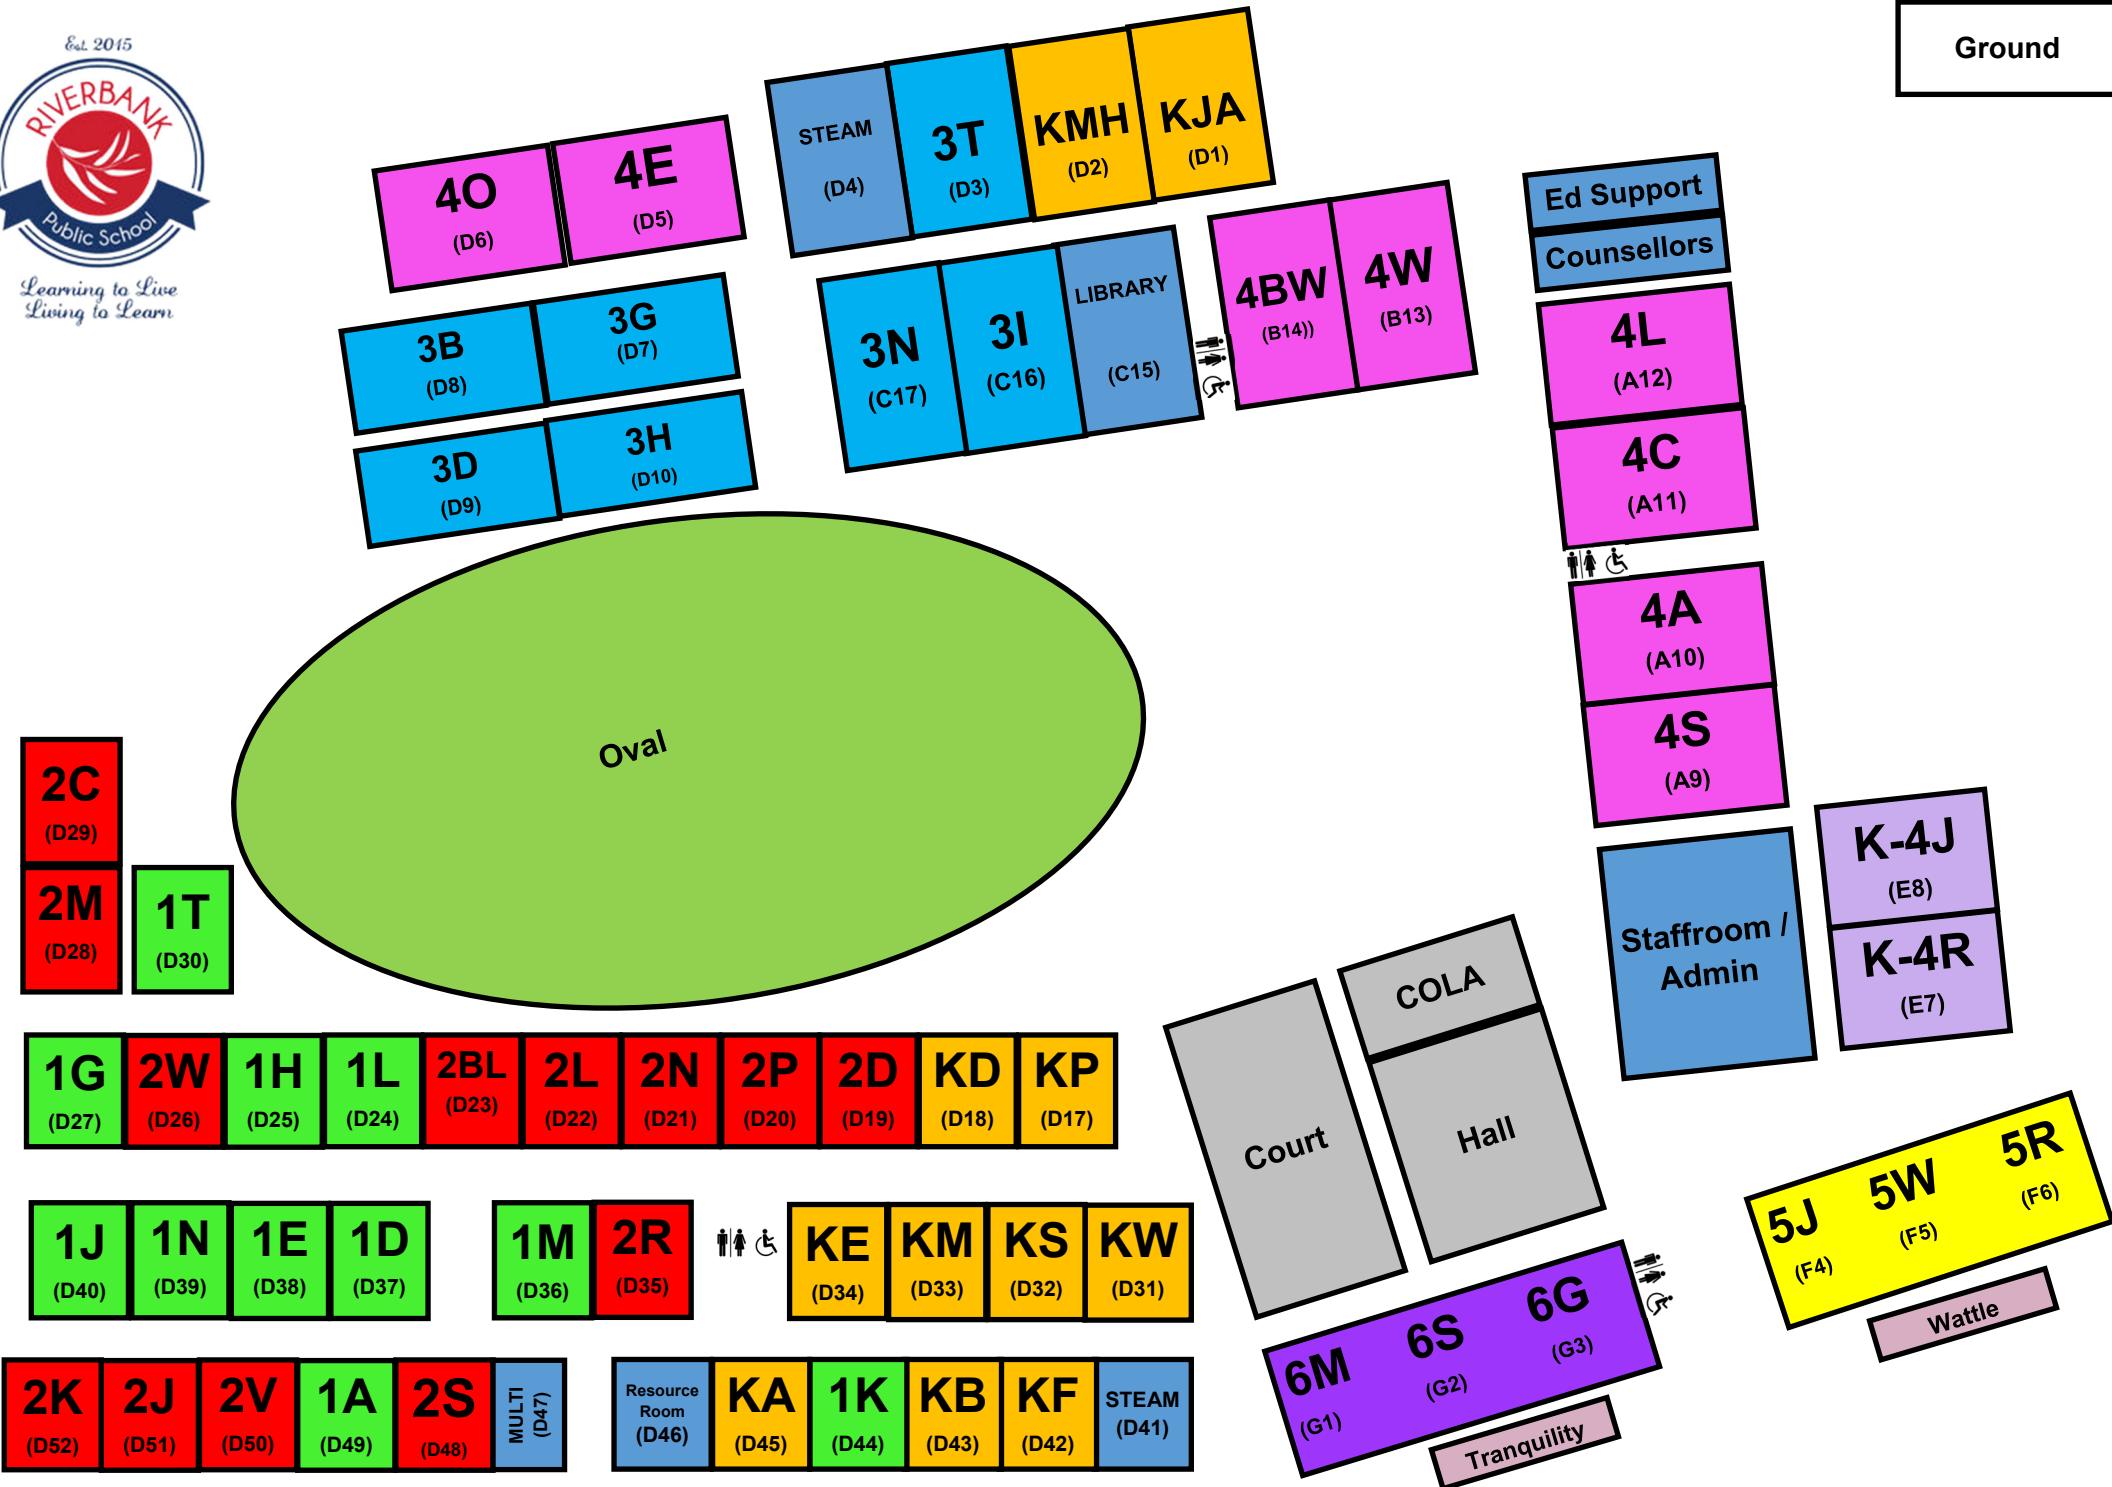 Est. 2015
RIVERBANK
Public School
Learning to Live
Living to Learn
Ground
4O
(D6)
4E
(D5)
STEAM
(D4)
3T
(D3)
KMH
(D2)
KJA
(D1)
3B
(D8)
3G
(D7)
3D
(D9)
3H
(D10)
3N
(C17)
3I
(C16)
LIBRARY
(C15)
4BW
(B14))
4W
(B13)
Ed Support
Counsellors
4L
(A12)
4C
(A11)
4A
(A10)
4S
(A9)
Oval
2C
(D29)
2M
(D28)
1T
(D30)
Staffroom /
Admin
K-4J
(E8)
K-4R
(E7)
COLA
Court
Hall
1G
(D27)
2W
(D26)
1H
(D25)
1L
(D24)
2BL
(D23)
2L
(D22)
2N
(D21)
2P
(D20)
2D
(D19)
KD
(D18)
KP
(D17)
5J
(F4)
5W
(F5)
5R
(F6)
Wattle
1J
(D40)
1N
(D39)
1E
(D38)
1D
(D37)
1M
(D36)
2R
(D35)
KE
(D34)
KM
(D33)
KS
(D32)
KW
(D31)
6M
(G1)
6S
(G2)
6G
(G3)
Tranquility
2K
(D52)
2J
(D51)
2V
(D50)
1A
(D49)
2S
(D48)
MULTI
(D47)
Resource
Room
(D46)
KA
(D45)
1K
(D44)
KB
(D43)
KF
(D42)
STEAM
(D41)